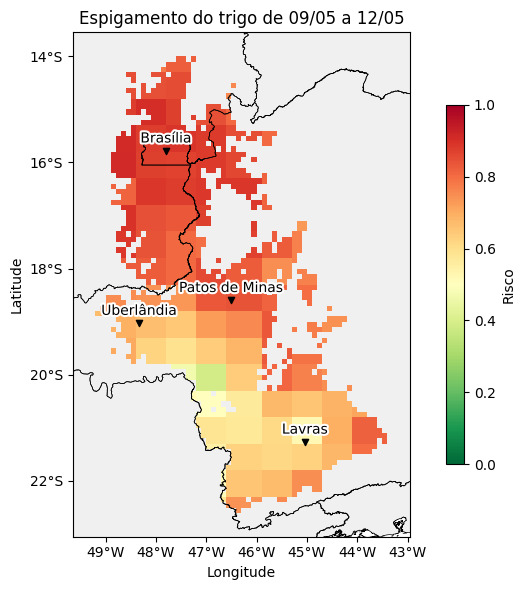 Espigamento do trigo de 09/05 a 12/05
14°S
16°S
18°S
20°S
22°S
Latitude
Brasília
Patos de Minas
Uberlândia
Lavras
49°W 48°W 47°W 46°W 45°W 44°W 43°W
Longitude
1.0
0.8
0.6
0.4
0.2
0.0
Risco